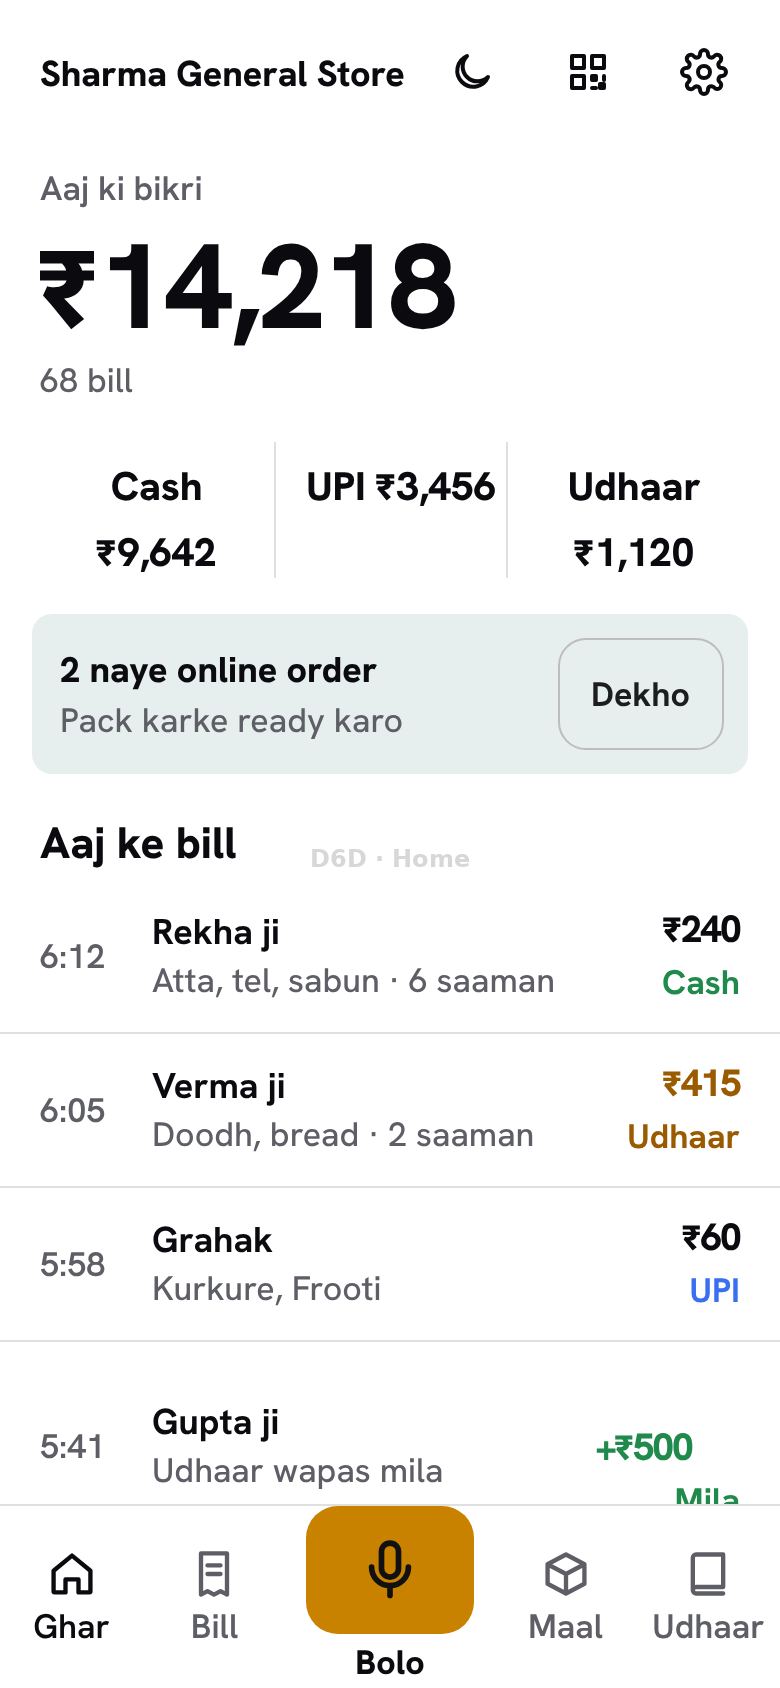 Sharma General Store
Aaj ki bikri
₹14,218
68 bill
Cash
₹9,642
UPI ₹3,456
Udhaar
₹1,120
2 naye online order
Pack karke ready karo
Dekho
Aaj ke bill
D6D · Home
6:12
Rekha ji
Atta, tel, sabun · 6 saaman
₹240
Cash
6:05
Verma ji
Doodh, bread · 2 saaman
₹415
Udhaar
5:58
Grahak
Kurkure, Frooti
₹60
UPI
5:41
Gupta ji
Udhaar wapas mila
+₹500
Mila
Ghar
Bill
Bolo
Maal
Udhaar